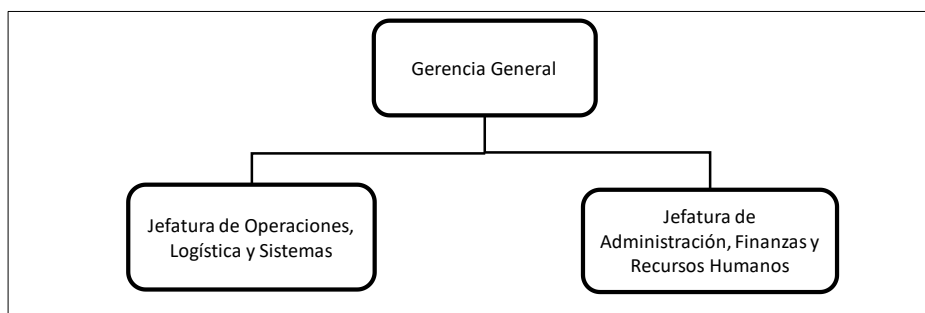 Gerencia General
Jefatura de Operaciones,
Logística y Sistemas
Jefatura de
Administración, Finanzas y
Recursos Humanos